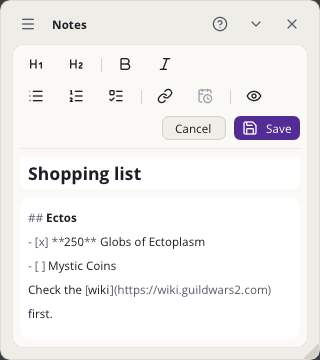 Notes
H1 H2 B I
Cancel Save
Shopping list
## Ectos
- [x] **250** Globs of Ectoplasm
- [ ] Mystic Coins
Check the [wiki](https://wiki.guildwars2.com)
first.